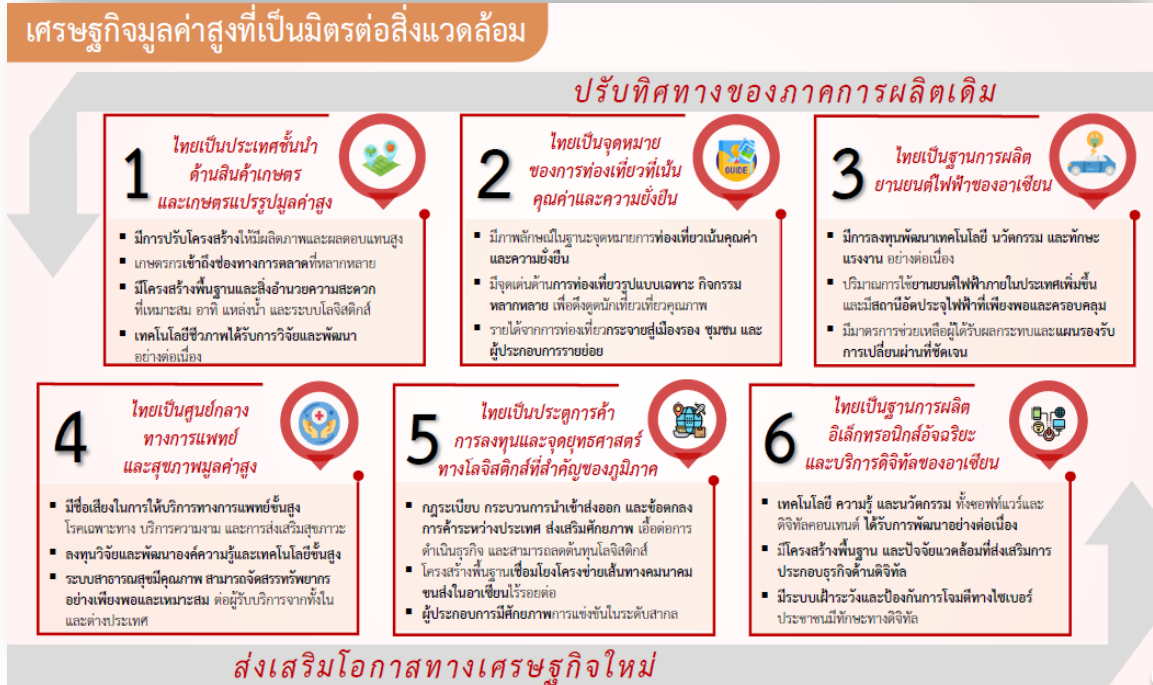 เศรษฐกิจมูลค่าสูงที่เป็นมิตรต่อสิ่งแวดล้อม
ปรับทิศทางของภาคการผลิตเดิม
1
ไทยเป็นประเทศชั้นนำ
ด้านสินค้าเกษตร
และเกษตรแปรรูปมูลค่าสูง
▪ มีการปรับโครงสร้างให้มีผลิตภาพและผลตอบแทนสูง
▪ เกษตรกรเข้าถึงช่องทางการตลาดที่หลากหลาย
▪ มีโครงสร้างพื้นฐานและสิ่งอำนวยความสะดวก
ที่เหมาะสม อาทิ แหล่งน้ำ และระบบโลจิสติกส์
▪ เทคโนโลยีชีวภาพได้รับการวิจัยและพัฒนา
อย่างต่อเนื่อง
2
ไทยเป็นจุดหมาย
ของการท่องเที่ยวที่เน้น
คุณค่าและความยั่งยืน
GUIDE
▪ มีภาพลักษณ์ในฐานะจุดหมายการท่องเที่ยวเน้นคุณค่า
และความยั่งยืน
▪ มีจุดเด่นด้านการท่องเที่ยวรูปแบบเฉพาะ กิจกรรม
หลากหลาย เพื่อดึงดูดนักเที่ยวเที่ยวคุณภาพ
▪ รายได้จากการท่องเที่ยวกระจายสู่เมืองรอง ชุมชน และ
ผู้ประกอบการรายย่อย
3
ไทยเป็นฐานการผลิต
ยานยนต์ไฟฟ้าของอาเซียน
▪ มีการลงทุนพัฒนาเทคโนโลยี นวัตกรรม และทักษะ
แรงงาน อย่างต่อเนื่อง
▪ ปริมาณการใช้ยานยนต์ไฟฟ้าภายในประเทศเพิ่มขึ้น
และมีสถานีอัดประจุไฟฟ้าที่เพียงพอและครอบคลุม
▪ มีมาตรการช่วยเหลือผู้ได้รับผลกระทบและแผนรองรับ
การเปลี่ยนผ่านที่ชัดเจน
4
ไทยเป็นศูนย์กลาง
ทางการแพทย์
และสุขภาพมูลค่าสูง
▪ มีชื่อเสียงในการให้บริการทางการแพทย์ขั้นสูง
โรคเฉพาะทาง บริการความงาม และการส่งเสริมสุขภาวะ
▪ ลงทุนวิจัยและพัฒนาองค์ความรู้และเทคโนโลยีขั้นสูง
▪ ระบบสาธารณสุขมีคุณภาพ สามารถจัดสรรทรัพยากร
อย่างเพียงพอและเหมาะสม ต่อผู้รับบริการจากทั้งใน
และต่างประเทศ
5
ไทยเป็นประตูการค้า
การลงทุนและจุดยุทธศาสตร์
ทางโลจิสติกส์ที่สำคัญของภูมิภาค
▪ กฎระเบียบ กระบวนการนำเข้าส่งออก และข้อตกลง
การค้าระหว่างประเทศ ส่งเสริมศักยภาพ เอื้อต่อการ
ดำเนินธุรกิจ และสามารถลดต้นทุนโลจิสติกส์
▪ โครงสร้างพื้นฐานเชื่อมโยงโครงข่ายเส้นทางคมนาคม
ขนส่งในอาเซียนไร้รอยต่อ
▪ ผู้ประกอบการมีศักยภาพการแข่งขันในระดับสากล
6
ไทยเป็นฐานการผลิต
อิเล็กทรอนิกส์อัจฉริยะ
และบริการดิจิทัลของอาเซียน
▪ เทคโนโลยี ความรู้ และนวัตกรรม ทั้งซอฟท์แวร์และ
ดิจิทัลคอนเทนต์ ได้รับการพัฒนาอย่างต่อเนื่อง
▪ มีโครงสร้างพื้นฐาน และปัจจัยแวดล้อมที่ส่งเสริมการ
ประกอบธุรกิจด้านดิจิทัล
▪ มีระบบเฝ้าระวังและป้องกันการโจมตีทางไซเบอร์
ประชาชนมีทักษะทางดิจิทัล
ส่งเสริมโอกาสทางเศรษฐกิจใหม่